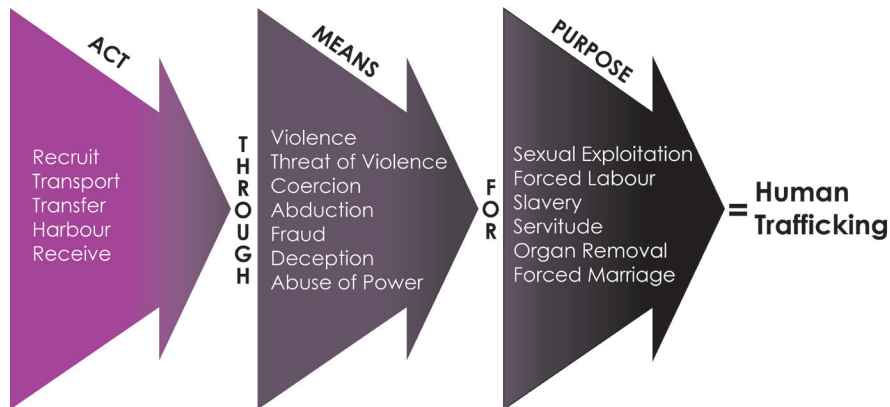 ACT
Recruit
Transport
Transfer
Harbour
Receive
THROUGH
MEANS
Violence
Threat of Violence
Coercion
Abduction
Fraud
Deception
Abuse of Power
FOR
PURPOSE
Sexual Exploitation
Forced Labour
Slavery
Servitude
Organ Removal
Forced Marriage
= Human
Trafficking